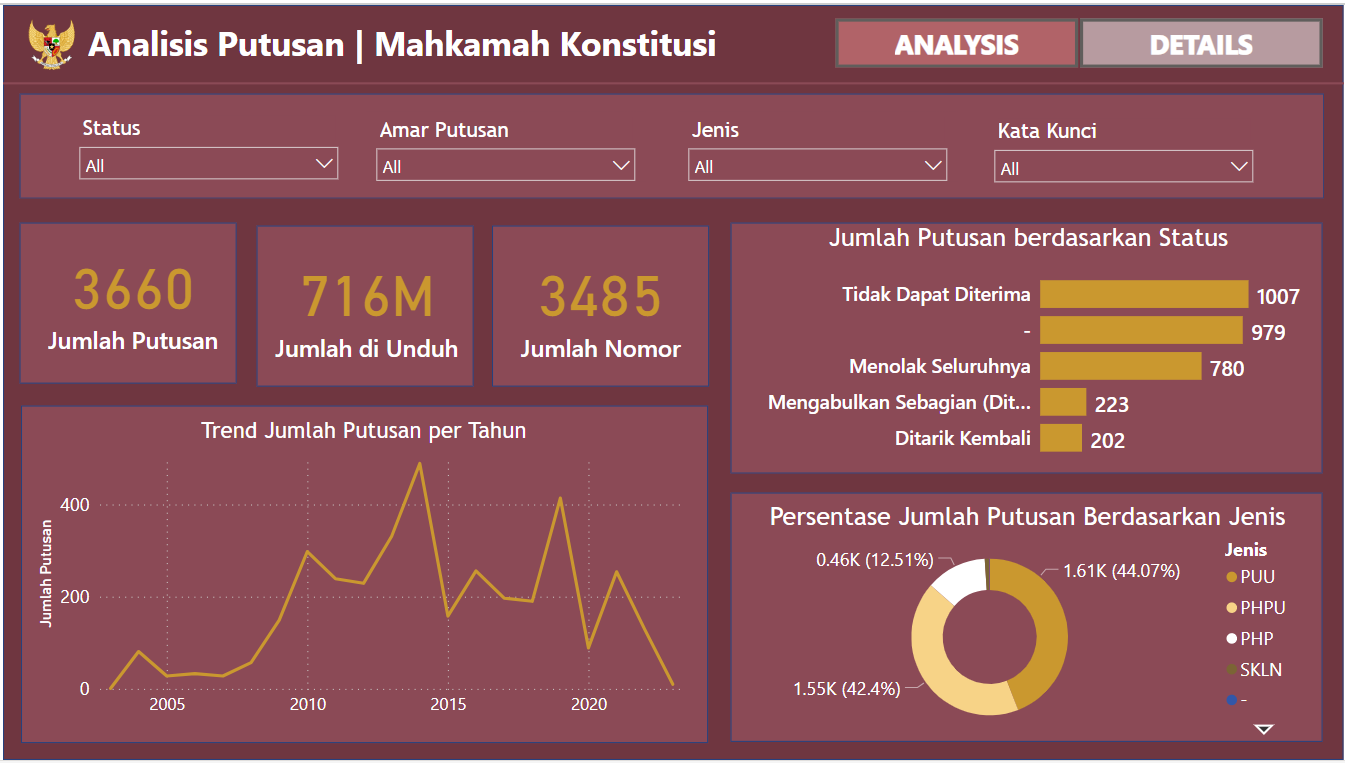 Analisis Putusan | Mahkamah Konstitusi
ANALYSIS
DETAILS
Status
All
Amar Putusan
All
Jenis
All
Kata Kunci
All
3660
Jumlah Putusan
716M
Jumlah di Unduh
3485
Jumlah Nomor
Jumlah Putusan berdasarkan Status
Tidak Dapat Diterima 1007
- 979
Menolak Seluruhnya 780
Mengabulkan Sebagian (Dit... 223
Ditarik Kembali 202
Trend Jumlah Putusan per Tahun
Jumlah Putusan
400
200
0
2005 2010 2015 2020
Persentase Jumlah Putusan Berdasarkan Jenis
0.46K (12.51%)
1.61K (44.07%)
1.55K (42.4%)
Jenis
PUU
PHPU
PHP
SKLN
-